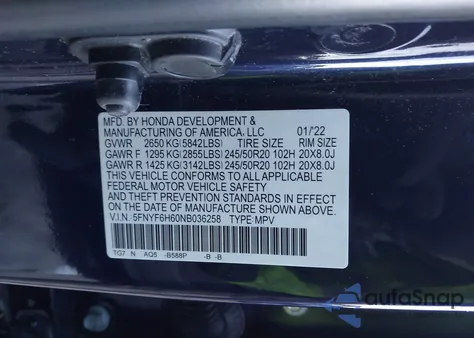 MFD. BY HONDA DEVELOPMENT &
MANUFACTURING OF AMERICA, LLC 01/'22
GVWR 2650 KG(5842LBS) TIRE SIZE RIM SIZE
GAWR F 1295 KG(2855LBS) 245/50R20 102H 20X8.0J
GAWR R 1425 KG(3142LBS) 245/50R20 102H 20X8.0J
THIS VEHICLE CONFORMS TO ALL APPLICABLE
FEDERAL MOTOR VEHICLE SAFETY AND
THEFT PREVENTION STANDARDS IN EFFECT
ON THE DATE OF MANUFACTURE SHOWN ABOVE.
V.I.N. 5FNYF6H60NB036258 TYPE: MPV
TG7 N AQ5 -B588P -B -B
autoSnap